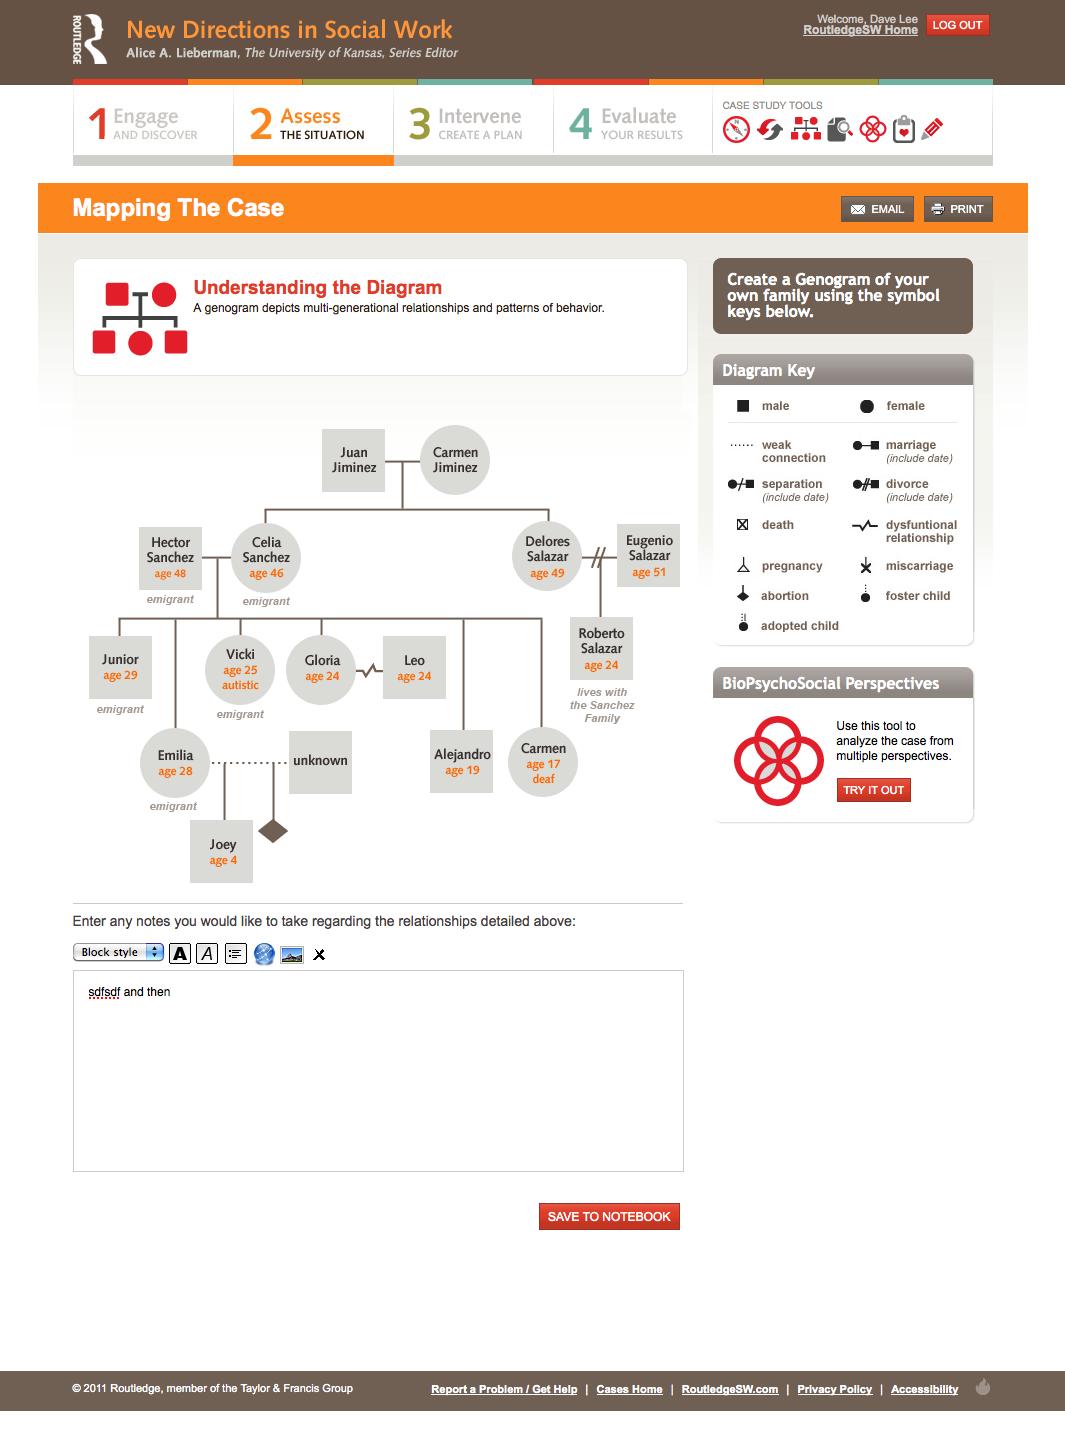 ROUTLEDGE
New Directions in Social Work
Alice A. Lieberman, The University of Kansas, Series Editor
Welcome, Dave Lee
RoutledgeSW Home
LOG OUT
1 Engage
AND DISCOVER
2 Assess
THE SITUATION
3 Intervene
CREATE A PLAN
4 Evaluate
YOUR RESULTS
CASE STUDY TOOLS
Mapping The Case
EMAIL
PRINT
Understanding the Diagram
A genogram depicts multi-generational relationships and patterns of behavior.
Juan
Jiminez
Carmen
Jiminez
Hector
Sanchez
age 48
emigrant
Celia
Sanchez
age 46
emigrant
Delores
Salazar
age 49
Eugenio
Salazar
age 51
Junior
age 29
emigrant
Vicki
age 25
autistic
emigrant
Gloria
age 24
Leo
age 24
Roberto
Salazar
age 24
lives with
the Sanchez
Family
Emilia
age 28
emigrant
unknown
Alejandro
age 19
Carmen
age 17
deaf
Joey
age 4
Create a Genogram of your
own family using the symbol
keys below.
Diagram Key
male
female
weak
connection
marriage
(include date)
separation
(include date)
divorce
(include date)
death
dysfuntional
relationship
pregnancy
miscarriage
abortion
foster child
adopted child
BioPsychoSocial Perspectives
Use this tool to
analyze the case from
multiple perspectives.
TRY IT OUT
Enter any notes you would like to take regarding the relationships detailed above:
Block style
A A
sdfsdf and then
SAVE TO NOTEBOOK
© 2011 Routledge, member of the Taylor & Francis Group
Report a Problem / Get Help | Cases Home | RoutledgeSW.com | Privacy Policy | Accessibility